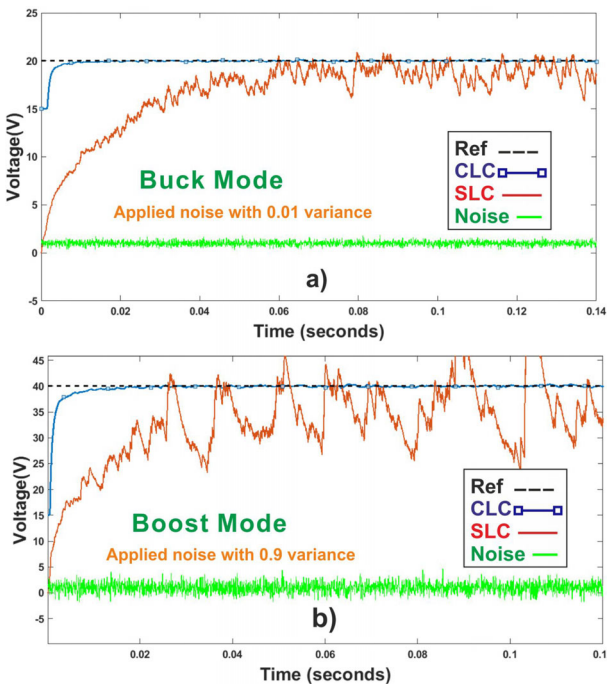 25
20
15
10
5
0
-5
Voltage(V)
Buck Mode
Applied noise with 0.01 variance
Ref
CLC
SLC
Noise
a)
0
0.02
0.04
0.06
0.08
0.1
0.12
0.14
Time (seconds)
45
40
35
30
25
20
15
10
5
0
-5
Voltage(V)
Boost Mode
Applied noise with 0.9 variance
Ref
CLC
SLC
Noise
b)
0.02
0.04
0.06
0.08
0.1
0.1
Time (seconds)